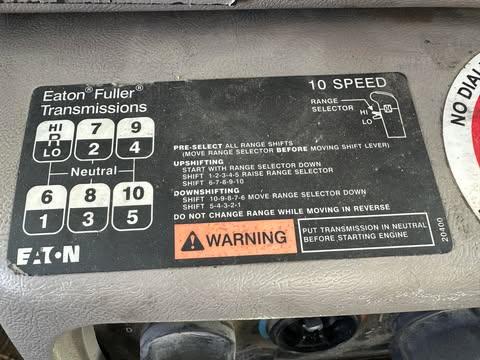 Eaton® Fuller®
Transmissions
10 SPEED
RANGE
SELECTOR
HI
LO
HI
R
LO
7
2
9
4
Neutral
6
1
8
3
10
5
PRE-SELECT ALL RANGE SHIFTS
(MOVE RANGE SELECTOR BEFORE MOVING SHIFT LEVER)
UPSHIFTING
START WITH RANGE SELECTOR DOWN
SHIFT 1-2-3-4-5 RAISE RANGE SELECTOR
SHIFT 6-7-8-9-10
DOWNSHIFTING
SHIFT 10-9-8-7-6 MOVE RANGE SELECTOR DOWN
SHIFT 5-4-3-2-1
DO NOT CHANGE RANGE WHILE MOVING IN REVERSE
WARNING
PUT TRANSMISSION IN NEUTRAL
BEFORE STARTING ENGINE
20400
EATON
NO DIAL